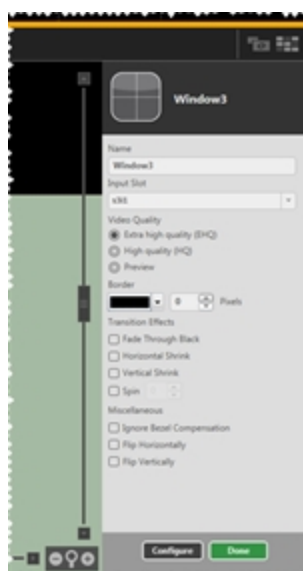 Window3
Name
Window3
Input Slot
Video Quality
Extra high quality (EHQ)
High quality (HQ)
Preview
Border
0 Pixels
Transition Effects
Fade Through Black
Horizontal Shrink
Vertical Shrink
Spin
Miscellaneous
Ignore Bezel Compensation
Flip Horizontally
Flip Vertically
Configure Done